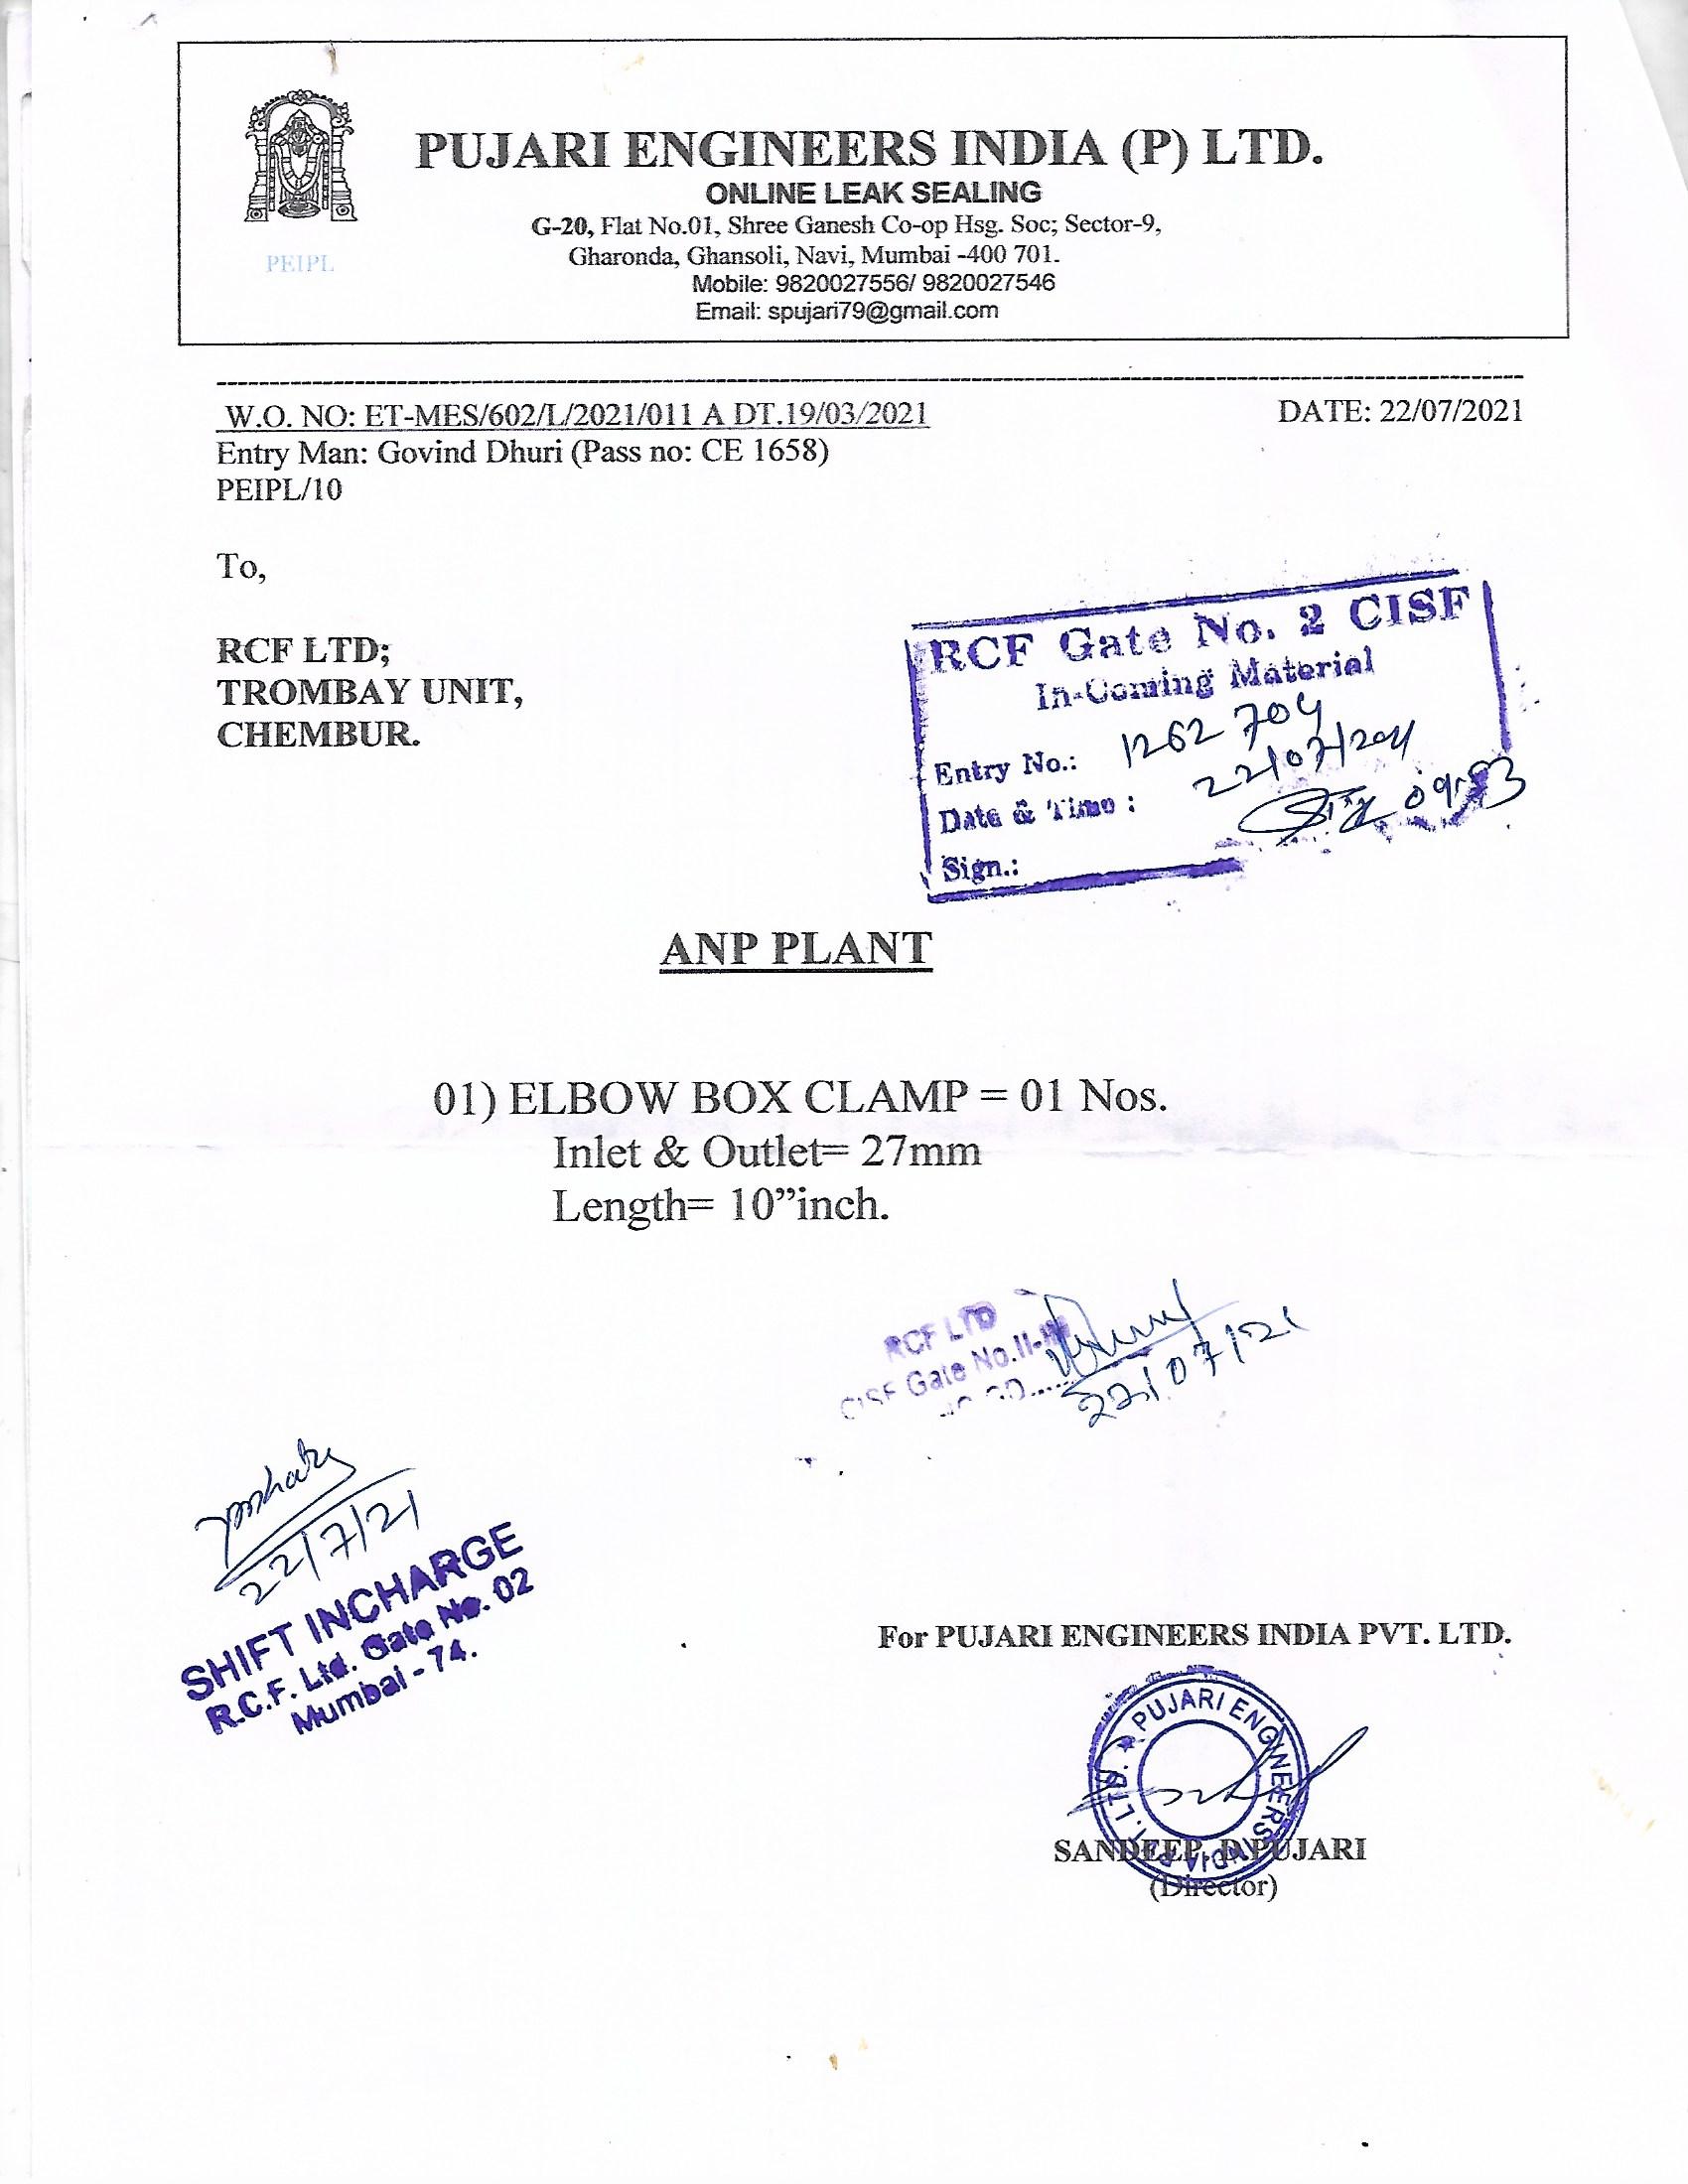 PUJARI ENGINEERS INDIA (P) LTD.
ONLINE LEAK SEALING
G-20, Flat No.01, Shree Ganesh Co-op Hsg. Soc; Sector-9,
Gharonda, Ghansoli, Navi, Mumbai -400 701.
Mobile: 9820027556/ 9820027546
Email: spujari79@gmail.com
PEIPL
W.O. NO: ET-MES/602/L/2021/011 A DT.19/03/2021
DATE: 22/07/2021
Entry Man: Govind Dhuri (Pass no: CE 1658)
PEIPL/10
To,
RCF LTD;
TROMBAY UNIT,
CHEMBUR.
RCF Gate No. 2 CISF
In-Coming Material
Entry No.: 1262704
Date & Time : 22/07/2021
Sign.:
ANP PLANT
01) ELBOW BOX CLAMP = 01 Nos.
Inlet & Outlet= 27mm
Length= 10”inch.
RCF LTD
CISF Gate No.II-
22/07/21
22/7/21
SHIFT INCHARGE
R.C.F. Ltd. Gate No. 02
Mumbai - 74.
For PUJARI ENGINEERS INDIA PVT. LTD.
PUJARI ENGINEERS INDIA PVT. LTD.
SANDEEP. D.PUJARI
(Director)